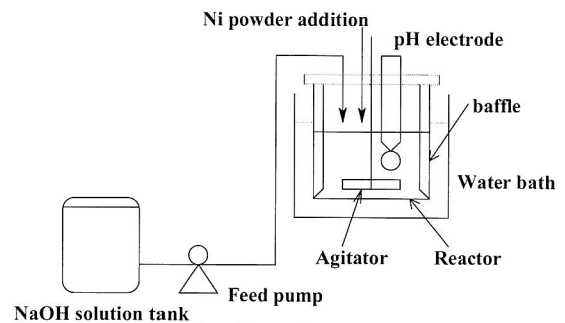 Ni powder addition
pH electrode
baffle
Water bath
Agitator
Reactor
Feed pump
NaOH solution tank